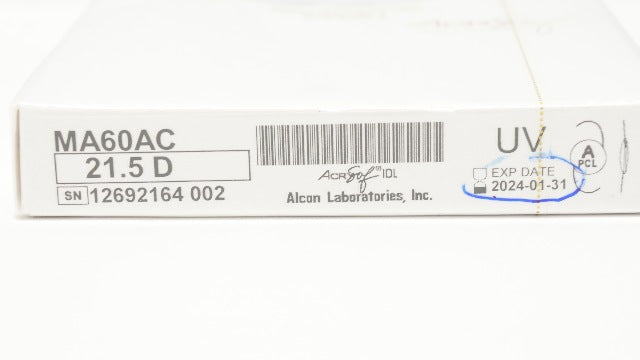 MA60AC
21.5 D
SN 12692164 002
AcrySof® IOL
Alcon Laboratories, Inc.
UV
EXP DATE
2024-01-31
A
PCL